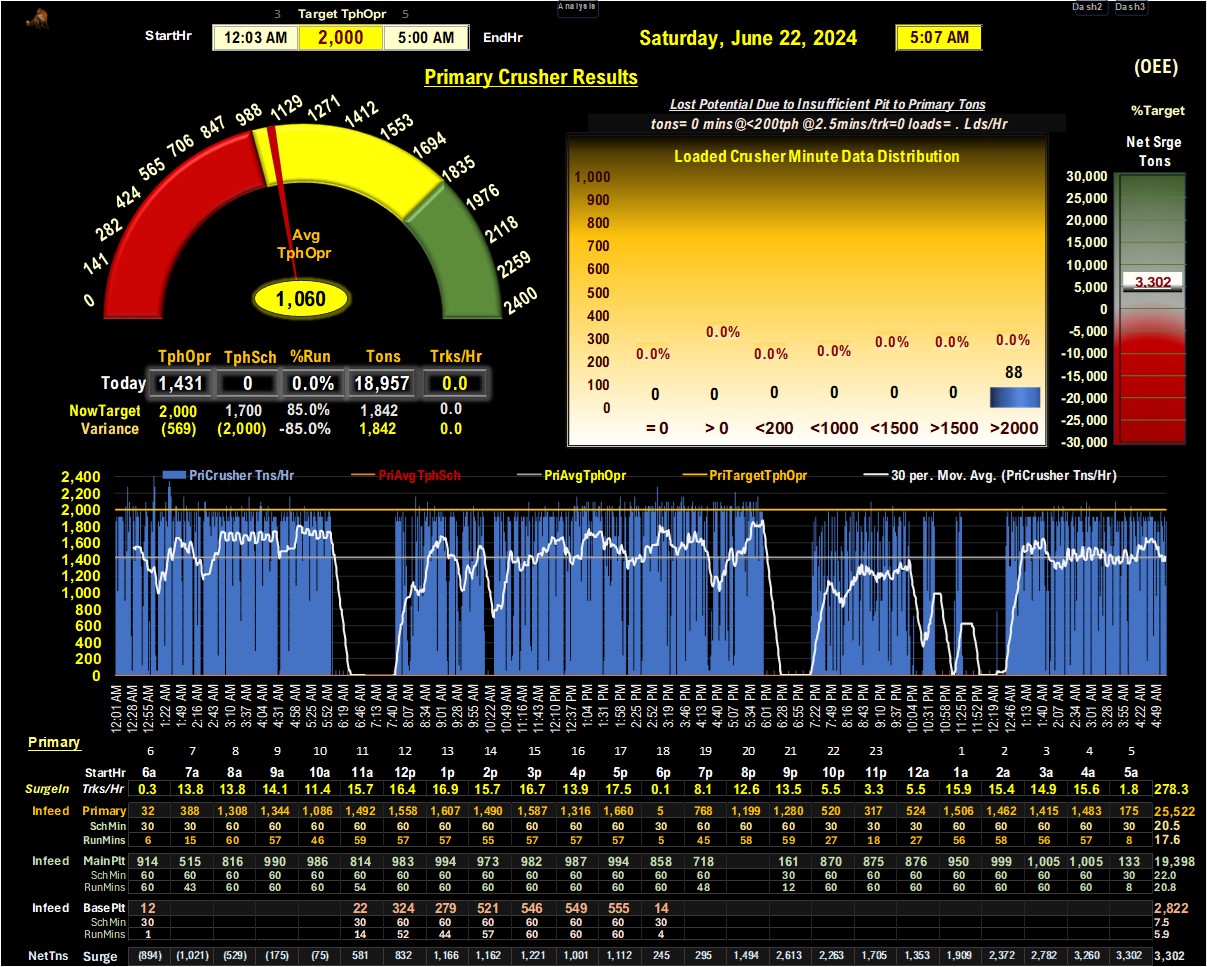 3 Target TphOpr 5
Analysis
Dash2 Dash3
StartHr 12:03 AM 2,000 5:00 AM EndHr
Saturday, June 22, 2024 5:07 AM
Primary Crusher Results
(OEE)
%Target
Net Srge
Tons
Lost Potential Due to Insufficient Pit to Primary Tons
tons= 0 mins@<200tph @2.5mins/trk=0 loads= . Lds/Hr
0 141 282 424 565 706 847 988 1129 1271 1412 1553 1694 1835 1976 2118 2259 2400
Avg
TphOpr
1,060
Loaded Crusher Minute Data Distribution
1,000
900
800
700
600
500
400
300
200
100
0
0.0% 0.0% 0.0% 0.0% 0.0% 0.0% 0.0%
0 0 0 0 0 0 88
= 0 > 0 <200 <1000 <1500 >1500 >2000
30,000
25,000
20,000
15,000
10,000
5,000
0
-5,000
-10,000
-15,000
-20,000
-25,000
-30,000
3,302
TphOpr TphSch %Run Tons Trks/Hr
Today 1,431 0 0.0% 18,957 0.0
NowTarget 2,000 1,700 85.0% 1,842 0.0
Variance (569) (2,000) -85.0% 1,842 0.0
PriCrusher Tns/Hr PriAvgTphSch PriAvgTphOpr PriTargetTphOpr 30 per. Mov. Avg. (PriCrusher Tns/Hr)
2,400
2,200
2,000
1,800
1,600
1,400
1,200
1,000
800
600
400
200
0
12:01 AM 12:28 AM 12:55 AM 1:22 AM 1:49 AM 2:16 AM 2:43 AM 3:10 AM 3:37 AM 4:04 AM 4:31 AM 4:58 AM 5:25 AM 5:52 AM 6:19 AM 6:46 AM 7:13 AM 7:40 AM 8:07 AM 8:34 AM 9:01 AM 9:28 AM 9:55 AM 10:22 AM 10:49 AM 11:16 AM 11:43 AM 12:10 PM 12:37 PM 1:04 PM 1:31 PM 1:58 PM 2:25 PM 2:52 PM 3:19 PM 3:46 PM 4:13 PM 4:40 PM 5:07 PM 5:34 PM 6:01 PM 6:28 PM 6:55 PM 7:22 PM 7:49 PM 8:16 PM 8:43 PM 9:10 PM 9:37 PM 10:04 PM 10:31 PM 10:58 PM 11:25 PM 11:52 PM 12:19 AM 12:46 AM 1:13 AM 1:40 AM 2:07 AM 2:34 AM 3:01 AM 3:28 AM 3:55 AM 4:22 AM 4:49 AM
Primary
6 7 8 9 10 11 12 13 14 15 16 17 18 19 20 21 22 23 1 2 3 4 5
StartHr 6a 7a 8a 9a 10a 11a 12p 1p 2p 3p 4p 5p 6p 7p 8p 9p 10p 11p 12a 1a 2a 3a 4a 5a
SurgeIn Trks/Hr 0.3 13.8 13.8 14.1 11.4 15.7 16.4 16.9 15.7 16.7 13.9 17.5 0.1 8.1 12.6 13.5 5.5 3.3 5.5 15.9 15.4 14.9 15.6 1.8 278.3
Infeed Primary 32 388 1,308 1,344 1,086 1,492 1,558 1,607 1,490 1,587 1,316 1,660 5 768 1,199 1,280 520 317 524 1,506 1,462 1,415 1,483 175 25,522
SchMin 30 30 60 60 60 60 60 60 60 60 60 60 30 60 60 60 30 30 30 60 60 60 60 30 20.5
RunMins 6 15 60 57 46 59 57 57 55 55 55 60 5 45 58 59 27 18 27 56 58 56 57 8 17.6
Infeed MainPlt 914 515 816 990 986 814 983 994 973 982 987 994 858 718 161 870 875 876 950 999 1,005 1,005 133 19,398
SchMin 60 60 60 60 60 60 60 60 60 60 60 60 60 60 30 60 60 60 60 60 60 60 30 22.0
RunMins 60 43 60 60 60 54 60 60 60 60 60 60 60 48 12 60 60 60 60 60 60 60 8 20.8
Infeed BasePlt 12 22 324 279 521 546 549 555 14 2,822
SchMin 30 30 60 60 60 60 60 60 30 7.5
RunMins 1 14 52 44 57 60 60 60 4 5.9
NetTns Surge (894) (1,021) (529) (175) (75) 581 832 1,166 1,162 1,221 1,001 1,112 245 295 1,494 2,613 2,263 1,705 1,353 1,909 2,372 2,782 3,260 3,302 3,302